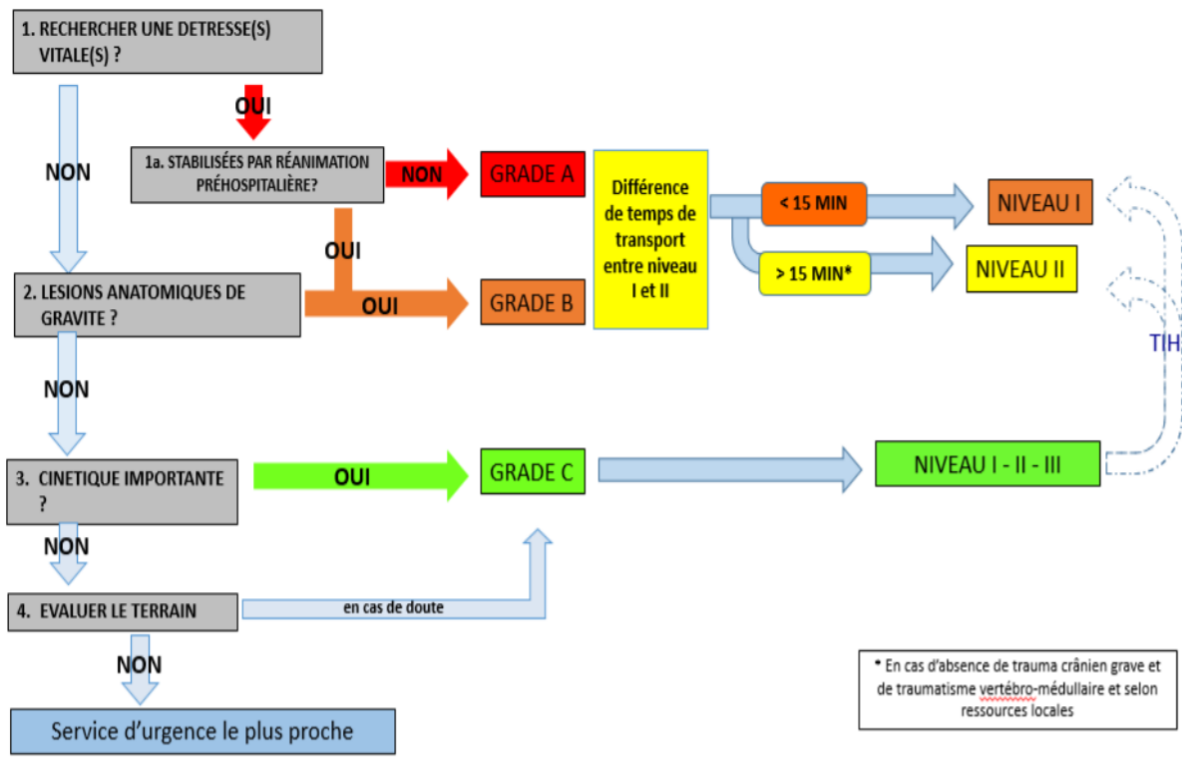 1. RECHERCHER UNE DETRESSE(S)
VITALE(S) ?
OUI
NON
1a. STABILISÉES PAR RÉANIMATION
PRÉHOSPITALIÈRE?
NON
GRADE A
Différence
de temps de
transport
entre niveau
I et II
< 15 MIN
NIVEAU I
> 15 MIN*
NIVEAU II
OUI
2. LESIONS ANATOMIQUES DE
GRAVITE ?
OUI
GRADE B
TIH
NON
3. CINETIQUE IMPORTANTE
?
OUI
GRADE C
NIVEAU I - II - III
NON
4. EVALUER LE TERRAIN
en cas de doute
NON
Service d'urgence le plus proche
* En cas d'absence de trauma crânien grave et
de traumatisme vertébro-médullaire et selon
ressources locales